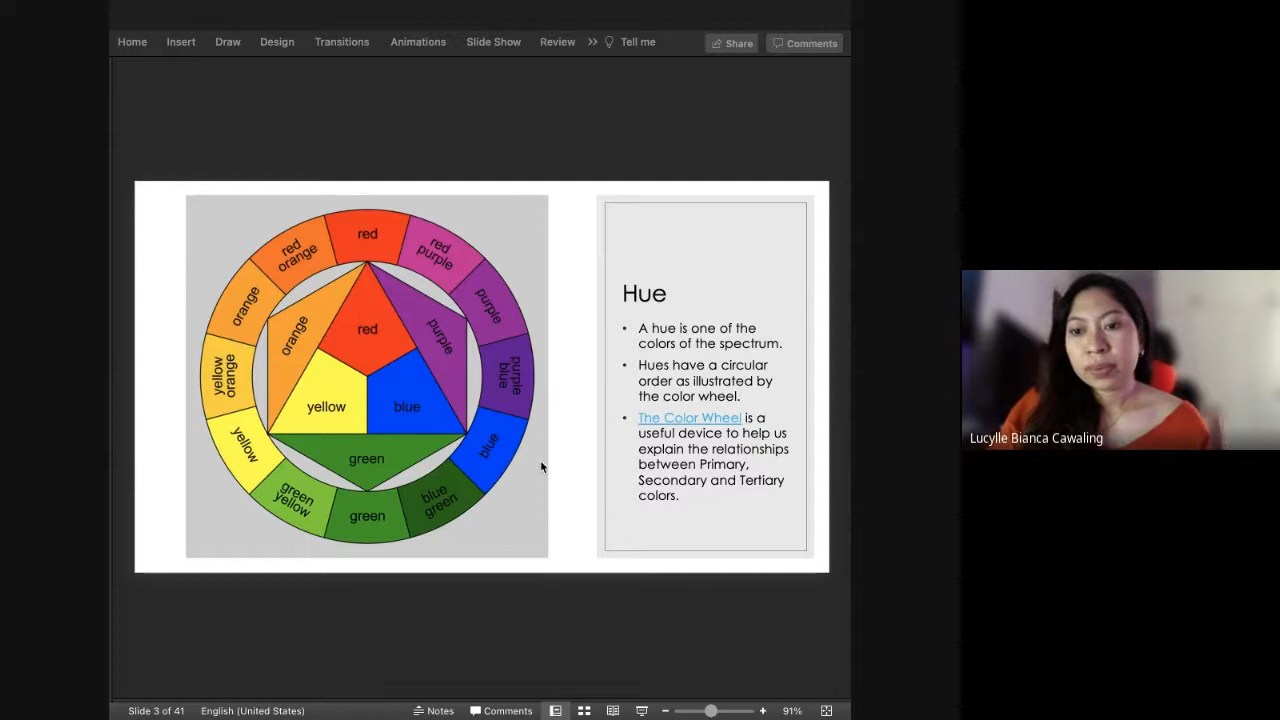 Home Insert Draw Design Transitions Animations Slide Show Review Tell me Share Comments
red
red
purple
purple
purple
blue
blue
blue
green
green
green
yellow
yellow
yellow
orange
orange
red
orange
red
orange
purple
yellow
blue
green
Hue
• A hue is one of the
colors of the spectrum.
• Hues have a circular
order as illustrated by
the color wheel.
• The Color Wheel is a
useful device to help us
explain the relationships
between Primary,
Secondary and Tertiary
colors.
Lucylle Bianca Cawaling
Slide 3 of 41 English (United States) Notes Comments 91%